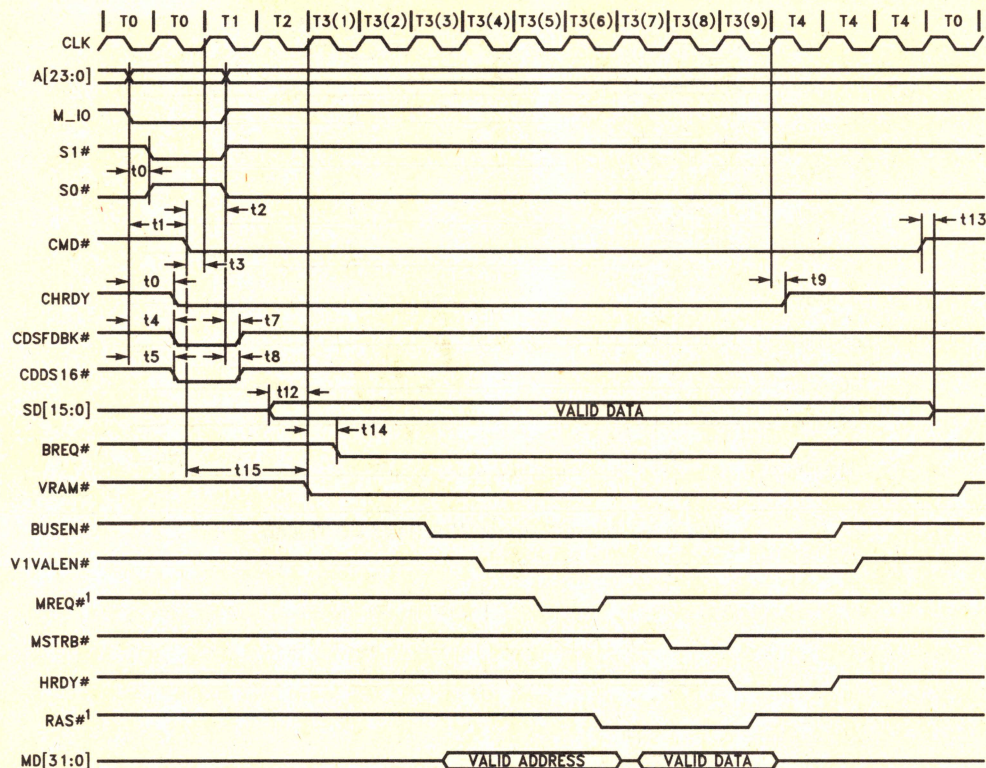 T0 T0 T1 T2 T3(1) T3(2) T3(3) T3(4) T3(5) T3(6) T3(7) T3(8) T3(9) T4 T4 T4 T0
CLK
A[23:0]
M_IO
S1#
t0
S0#
t2
t1
t13
CMD#
t3
t0
t9
CHRDY
t4
t7
CDSFDBK#
t5
t8
CDDS16#
t12
SD[15:0]
VALID DATA
t14
BREQ#
t15
VRAM#
BUSEN#
V1VALEN#
MREQ#1
MSTRB#
HRDY#
RAS#1
MD[31:0]
VALID ADDRESS
VALID DATA